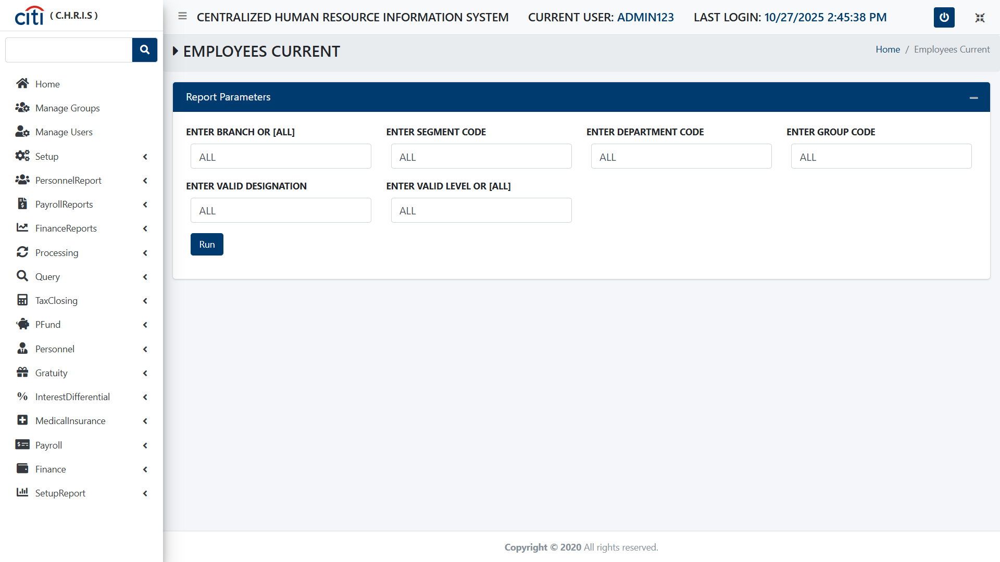 citi ( C.H.R.I.S )
Home
Manage Groups
Manage Users
Setup
PersonnelReport
PayrollReports
FinanceReports
Processing
Query
TaxClosing
PFund
Personnel
Gratuity
% InterestDifferential
MedicalInsurance
Payroll
Finance
SetupReport
CENTRALIZED HUMAN RESOURCE INFORMATION SYSTEM CURRENT USER: ADMIN123 LAST LOGIN: 10/27/2025 2:45:38 PM
EMPLOYEES CURRENT
Home / Employees Current
Report Parameters
ENTER BRANCH OR [ALL] ENTER SEGMENT CODE ENTER DEPARTMENT CODE ENTER GROUP CODE
ALL ALL ALL ALL
ENTER VALID DESIGNATION ENTER VALID LEVEL OR [ALL]
ALL ALL
Run
Copyright © 2020 All rights reserved.